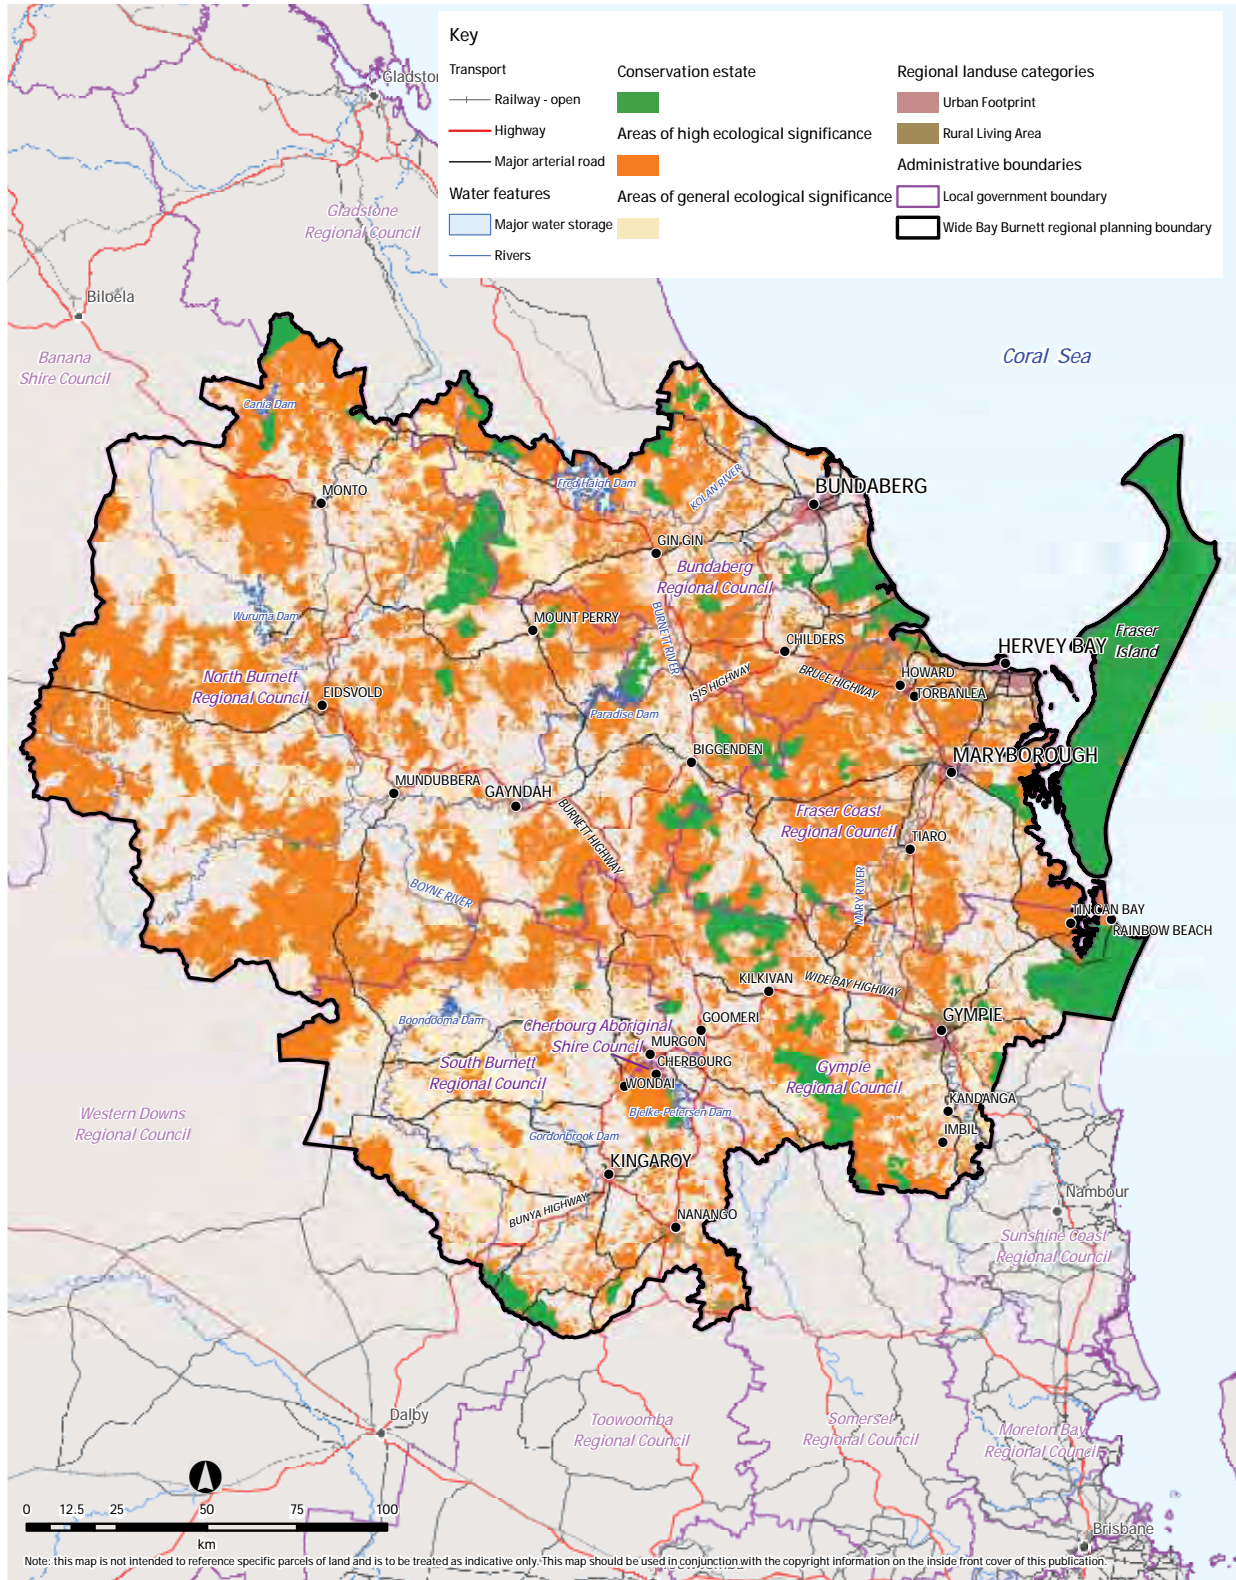 Key
Transport
Railway - open
Highway
Major arterial road
Water features
Major water storage
Rivers
Conservation estate
Areas of high ecological significance
Areas of general ecological significance
Regional landuse categories
Urban Footprint
Rural Living Area
Administrative boundaries
Local government boundary
Wide Bay Burnett regional planning boundary
Gladston
Gladstone
Regional Council
Biloela
Banana
Shire Council
Coral Sea
Cania Dam
MONTO
Fred Haigh Dam
KOLAN RIVER
BUNDABERG
GIN GIN
Bundaberg
Regional Council
Wuruma Dam
MOUNT PERRY
BURNETT RIVER
CHILDERS
Fraser
Island
HERVEY BAY
North Burnett
Regional Council
EIDSVOLD
ISIS HIGHWAY
BRUCE HIGHWAY
HOWARD
TORBANLEA
Paradise Dam
BIGGENDEN
MARYBOROUGH
MUNDUBBERA
GAYNDAH
BURNETT HIGHWAY
Fraser Coast
Regional Council
TIARO
BOYNE RIVER
MARY RIVER
TIN CAN BAY
RAINBOW BEACH
KILKIVAN
WIDE BAY HIGHWAY
Boondooma Dam
Cherbourg Aboriginal
Shire Council
GOOMERI
GYMPIE
MURGON
CHERBOURG
South Burnett
Regional Council
WONDAI
Gympie
Regional Council
Bjelke-Petersen Dam
KANDANGA
Western Downs
Regional Council
Gordonbrook Dam
IMBIL
KINGAROY
BUNYA HIGHWAY
NANANGO
Nambour
Sunshine Coast
Regional Council
Dalby
Toowoomba
Regional Council
Somerset
Regional Council
Moreton Bay
Regional Council
0 12.5 25 50 75 100
km
Brisbane
Note: this map is not intended to reference specific parcels of land and is to be treated as indicative only. This map should be used in conjunction with the copyright information on the inside front cover of this publication.